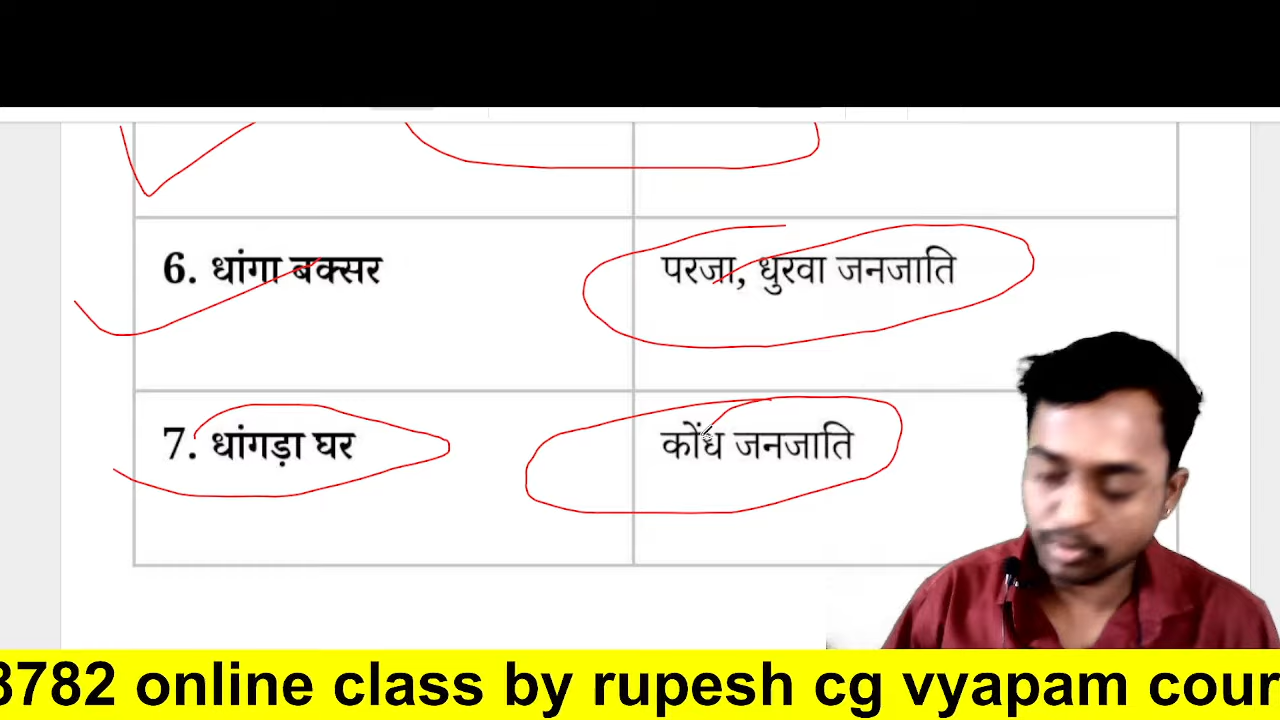 6. धांगा बक्सर
परजा, धुरवा जनजाति
7. धांगड़ा घर
कोंध जनजाति
3782 online class by rupesh cg vyapam cour